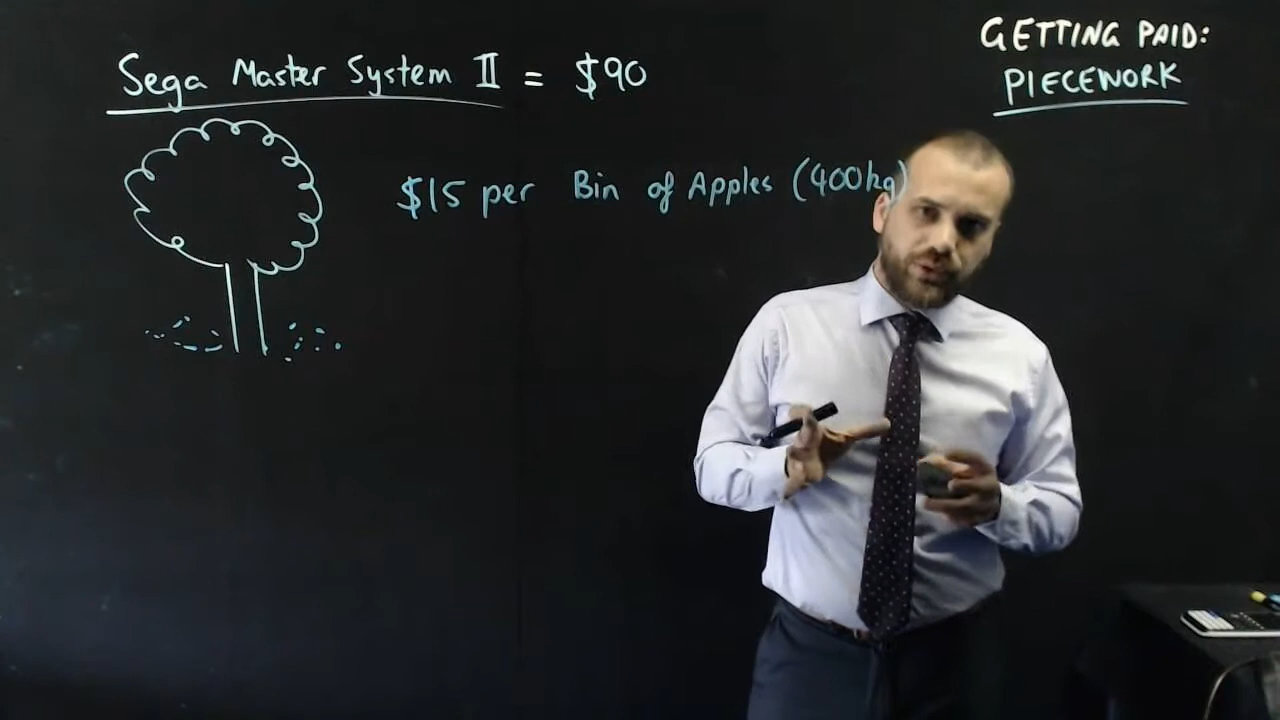 Sega Master System II = $90
GETTING PAID:
PIECEWORK
$15 per Bin of Apples (400kg)